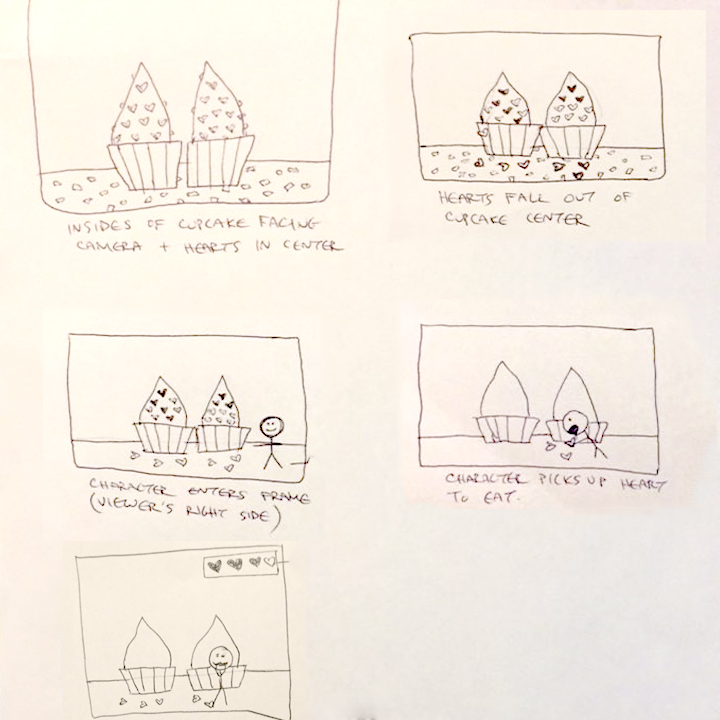 INSIDES OF CUPCAKE FACING
CAMERA + HEARTS IN CENTER
HEARTS FALL OUT OF
CUPCAKE CENTER
CHARACTER ENTERS FRAME
(VIEWER'S RIGHT SIDE)
CHARACTER PICKS UP HEART
TO EAT.